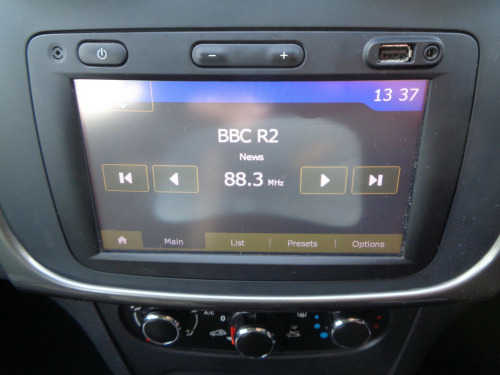 − +
13 37
BBC R2
News
88.3 MHz
Main List Presets Options
A/C